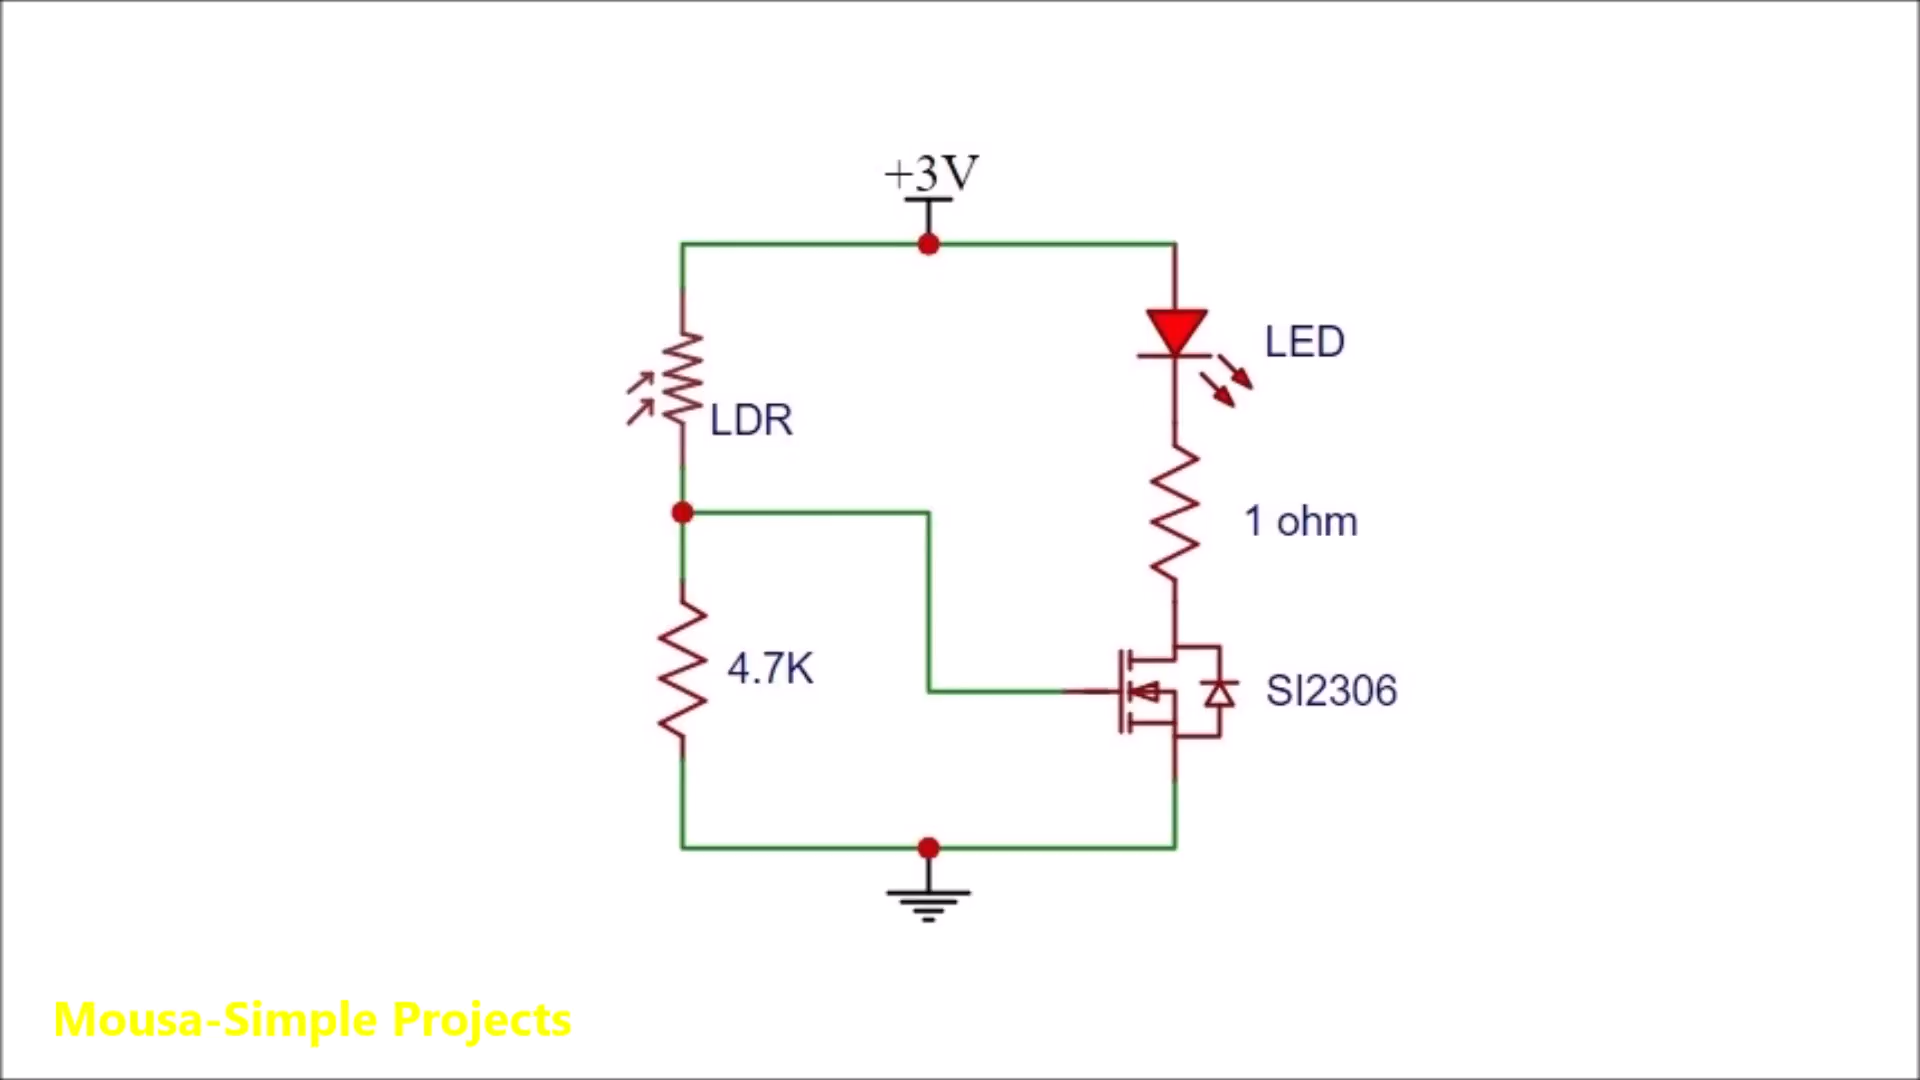 +3V
LED
LDR
1 ohm
4.7K
SI2306
Mousa-Simple Projects